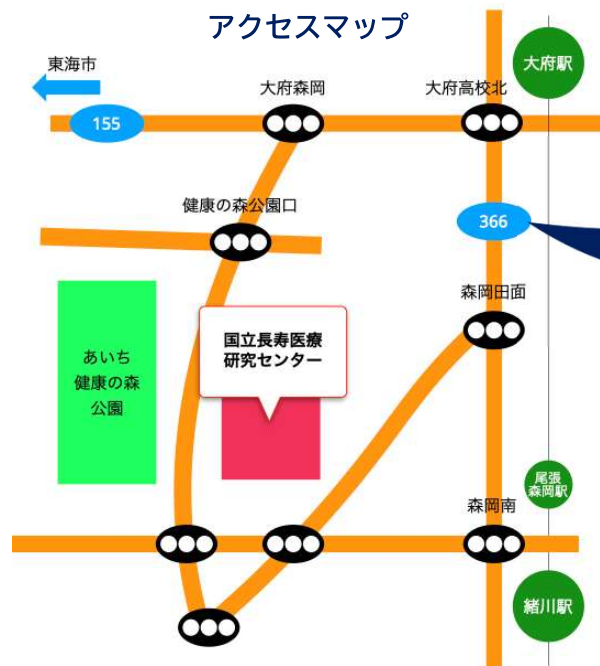 アクセスマップ
東海市
大府駅
大府森岡
大府高校北
155
健康の森公園口
366
森岡田面
国立長寿医療
研究センター
あいち
健康の森
公園
尾張
森岡駅
森岡南
緒川駅